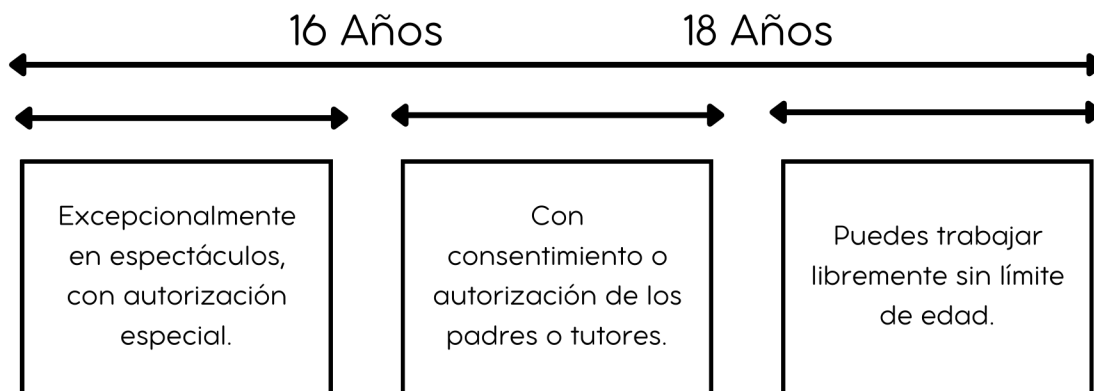 16 Años
18 Años
Excepcionalmente
en espectáculos,
con autorización
especial.
Con
consentimiento o
autorización de los
padres o tutores.
Puedes trabajar
libremente sin límite
de edad.